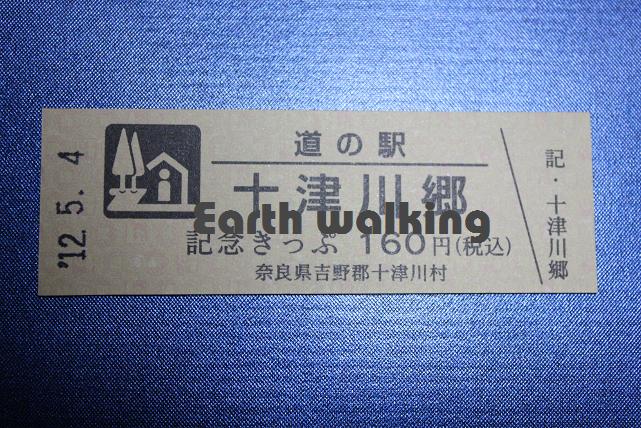 '12.5.4
道の駅
十津川郷
Earth walking
記念きっぷ 160円(税込)
奈良県吉野郡十津川村
記・十津川郷